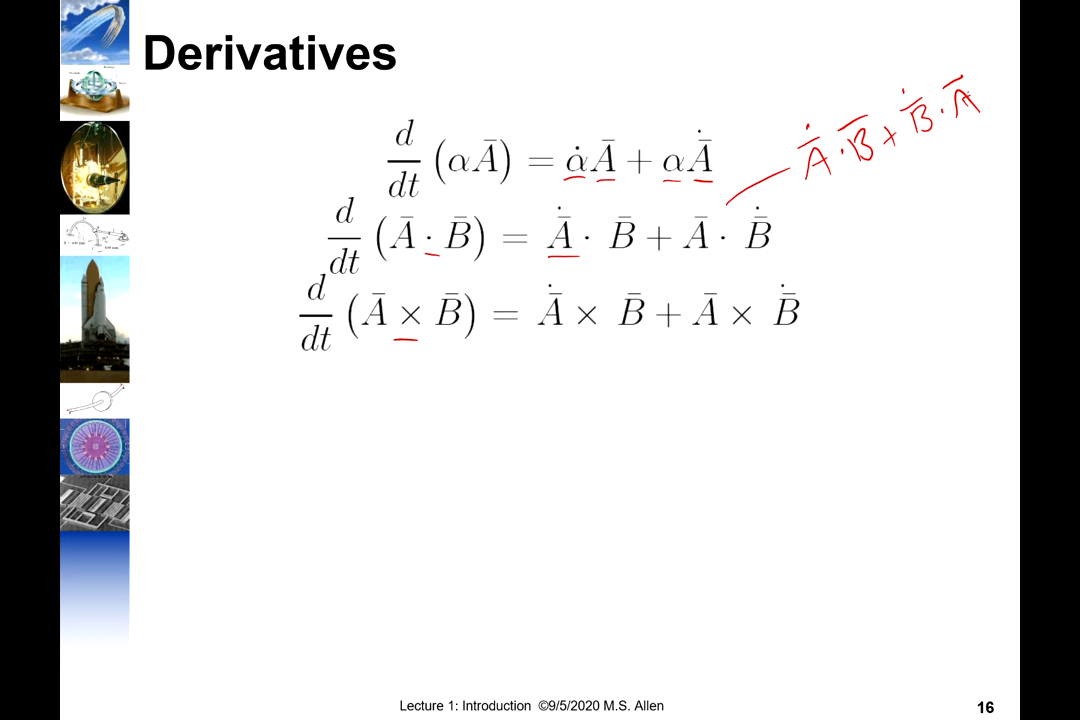 Derivatives
d/dt (αĀ) = α̇Ā + αĀ̇
Ǡ · B̄ + Ḃ̄ · Ā
d/dt (Ā · B̄) = Ā̇ · B̄ + Ā · B̄̇
d/dt (Ā × B̄) = Ā̇ × B̄ + Ā × B̄̇
Lecture 1: Introduction ©9/5/2020 M.S. Allen
16